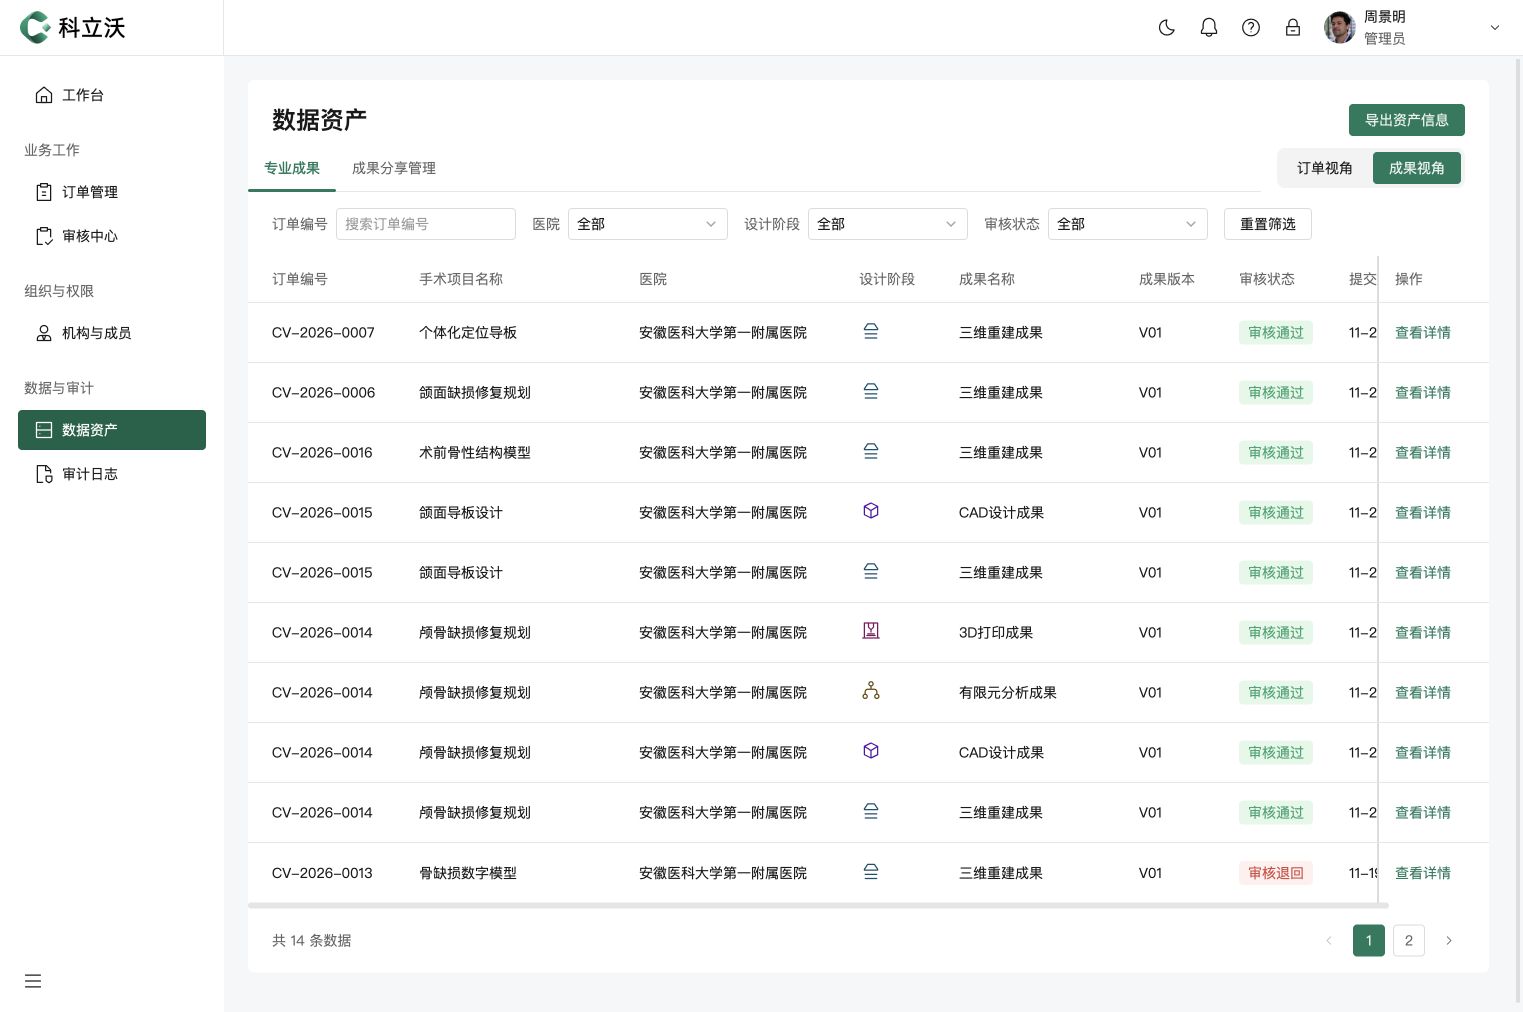 科立沃
周景明
管理员
工作台
业务工作
订单管理
审核中心
组织与权限
机构与成员
数据与审计
数据资产
审计日志
数据资产
导出资产信息
专业成果 成果分享管理
订单视角 成果视角
订单编号 搜索订单编号 医院 全部 设计阶段 全部 审核状态 全部 重置筛选
订单编号 手术项目名称 医院 设计阶段 成果名称 成果版本 审核状态 提交 操作
CV-2026-0007 个体化定位导板 安徽医科大学第一附属医院 三维重建成果 V01 审核通过 11-2 查看详情
CV-2026-0006 颌面缺损修复规划 安徽医科大学第一附属医院 三维重建成果 V01 审核通过 11-2 查看详情
CV-2026-0016 术前骨性结构模型 安徽医科大学第一附属医院 三维重建成果 V01 审核通过 11-2 查看详情
CV-2026-0015 颌面导板设计 安徽医科大学第一附属医院 CAD设计成果 V01 审核通过 11-2 查看详情
CV-2026-0015 颌面导板设计 安徽医科大学第一附属医院 三维重建成果 V01 审核通过 11-2 查看详情
CV-2026-0014 颅骨缺损修复规划 安徽医科大学第一附属医院 3D打印成果 V01 审核通过 11-2 查看详情
CV-2026-0014 颅骨缺损修复规划 安徽医科大学第一附属医院 有限元分析成果 V01 审核通过 11-2 查看详情
CV-2026-0014 颅骨缺损修复规划 安徽医科大学第一附属医院 CAD设计成果 V01 审核通过 11-2 查看详情
CV-2026-0014 颅骨缺损修复规划 安徽医科大学第一附属医院 三维重建成果 V01 审核通过 11-2 查看详情
CV-2026-0013 骨缺损数字模型 安徽医科大学第一附属医院 三维重建成果 V01 审核退回 11-19 查看详情
共 14 条数据
1 2